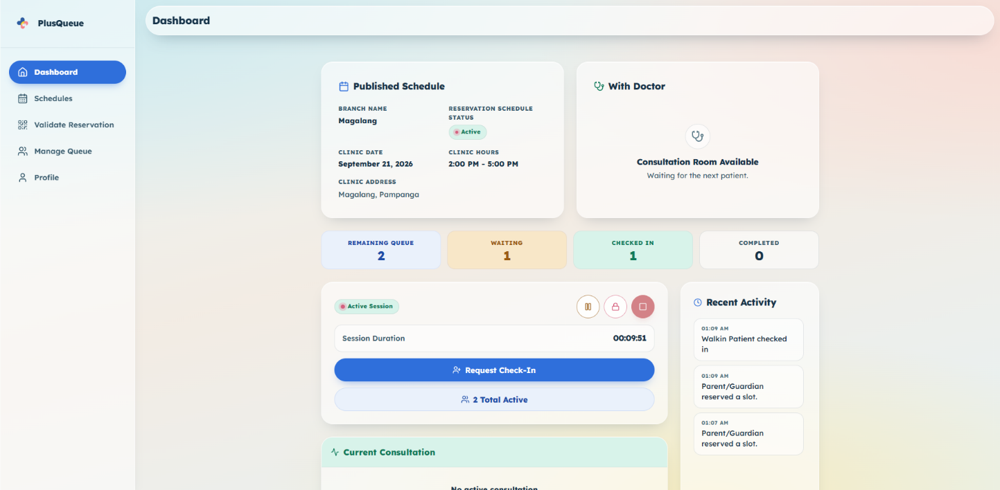 PlusQueue
Dashboard
Schedules
Validate Reservation
Manage Queue
Profile
Dashboard
Published Schedule
BRANCH NAME
Magalang
RESERVATION SCHEDULE
STATUS
Active
CLINIC DATE
September 21, 2026
CLINIC HOURS
2:00 PM - 5:00 PM
CLINIC ADDRESS
Magalang, Pampanga
With Doctor
Consultation Room Available
Waiting for the next patient.
REMAINING QUEUE
2
WAITING
1
CHECKED IN
1
COMPLETED
0
Active Session
Session Duration
00:09:51
Request Check-In
2 Total Active
Current Consultation
No active consultation
Recent Activity
01:09 AM
Walkin Patient checked
in
01:09 AM
Parent/Guardian
reserved a slot.
01:07 AM
Parent/Guardian
reserved a slot.